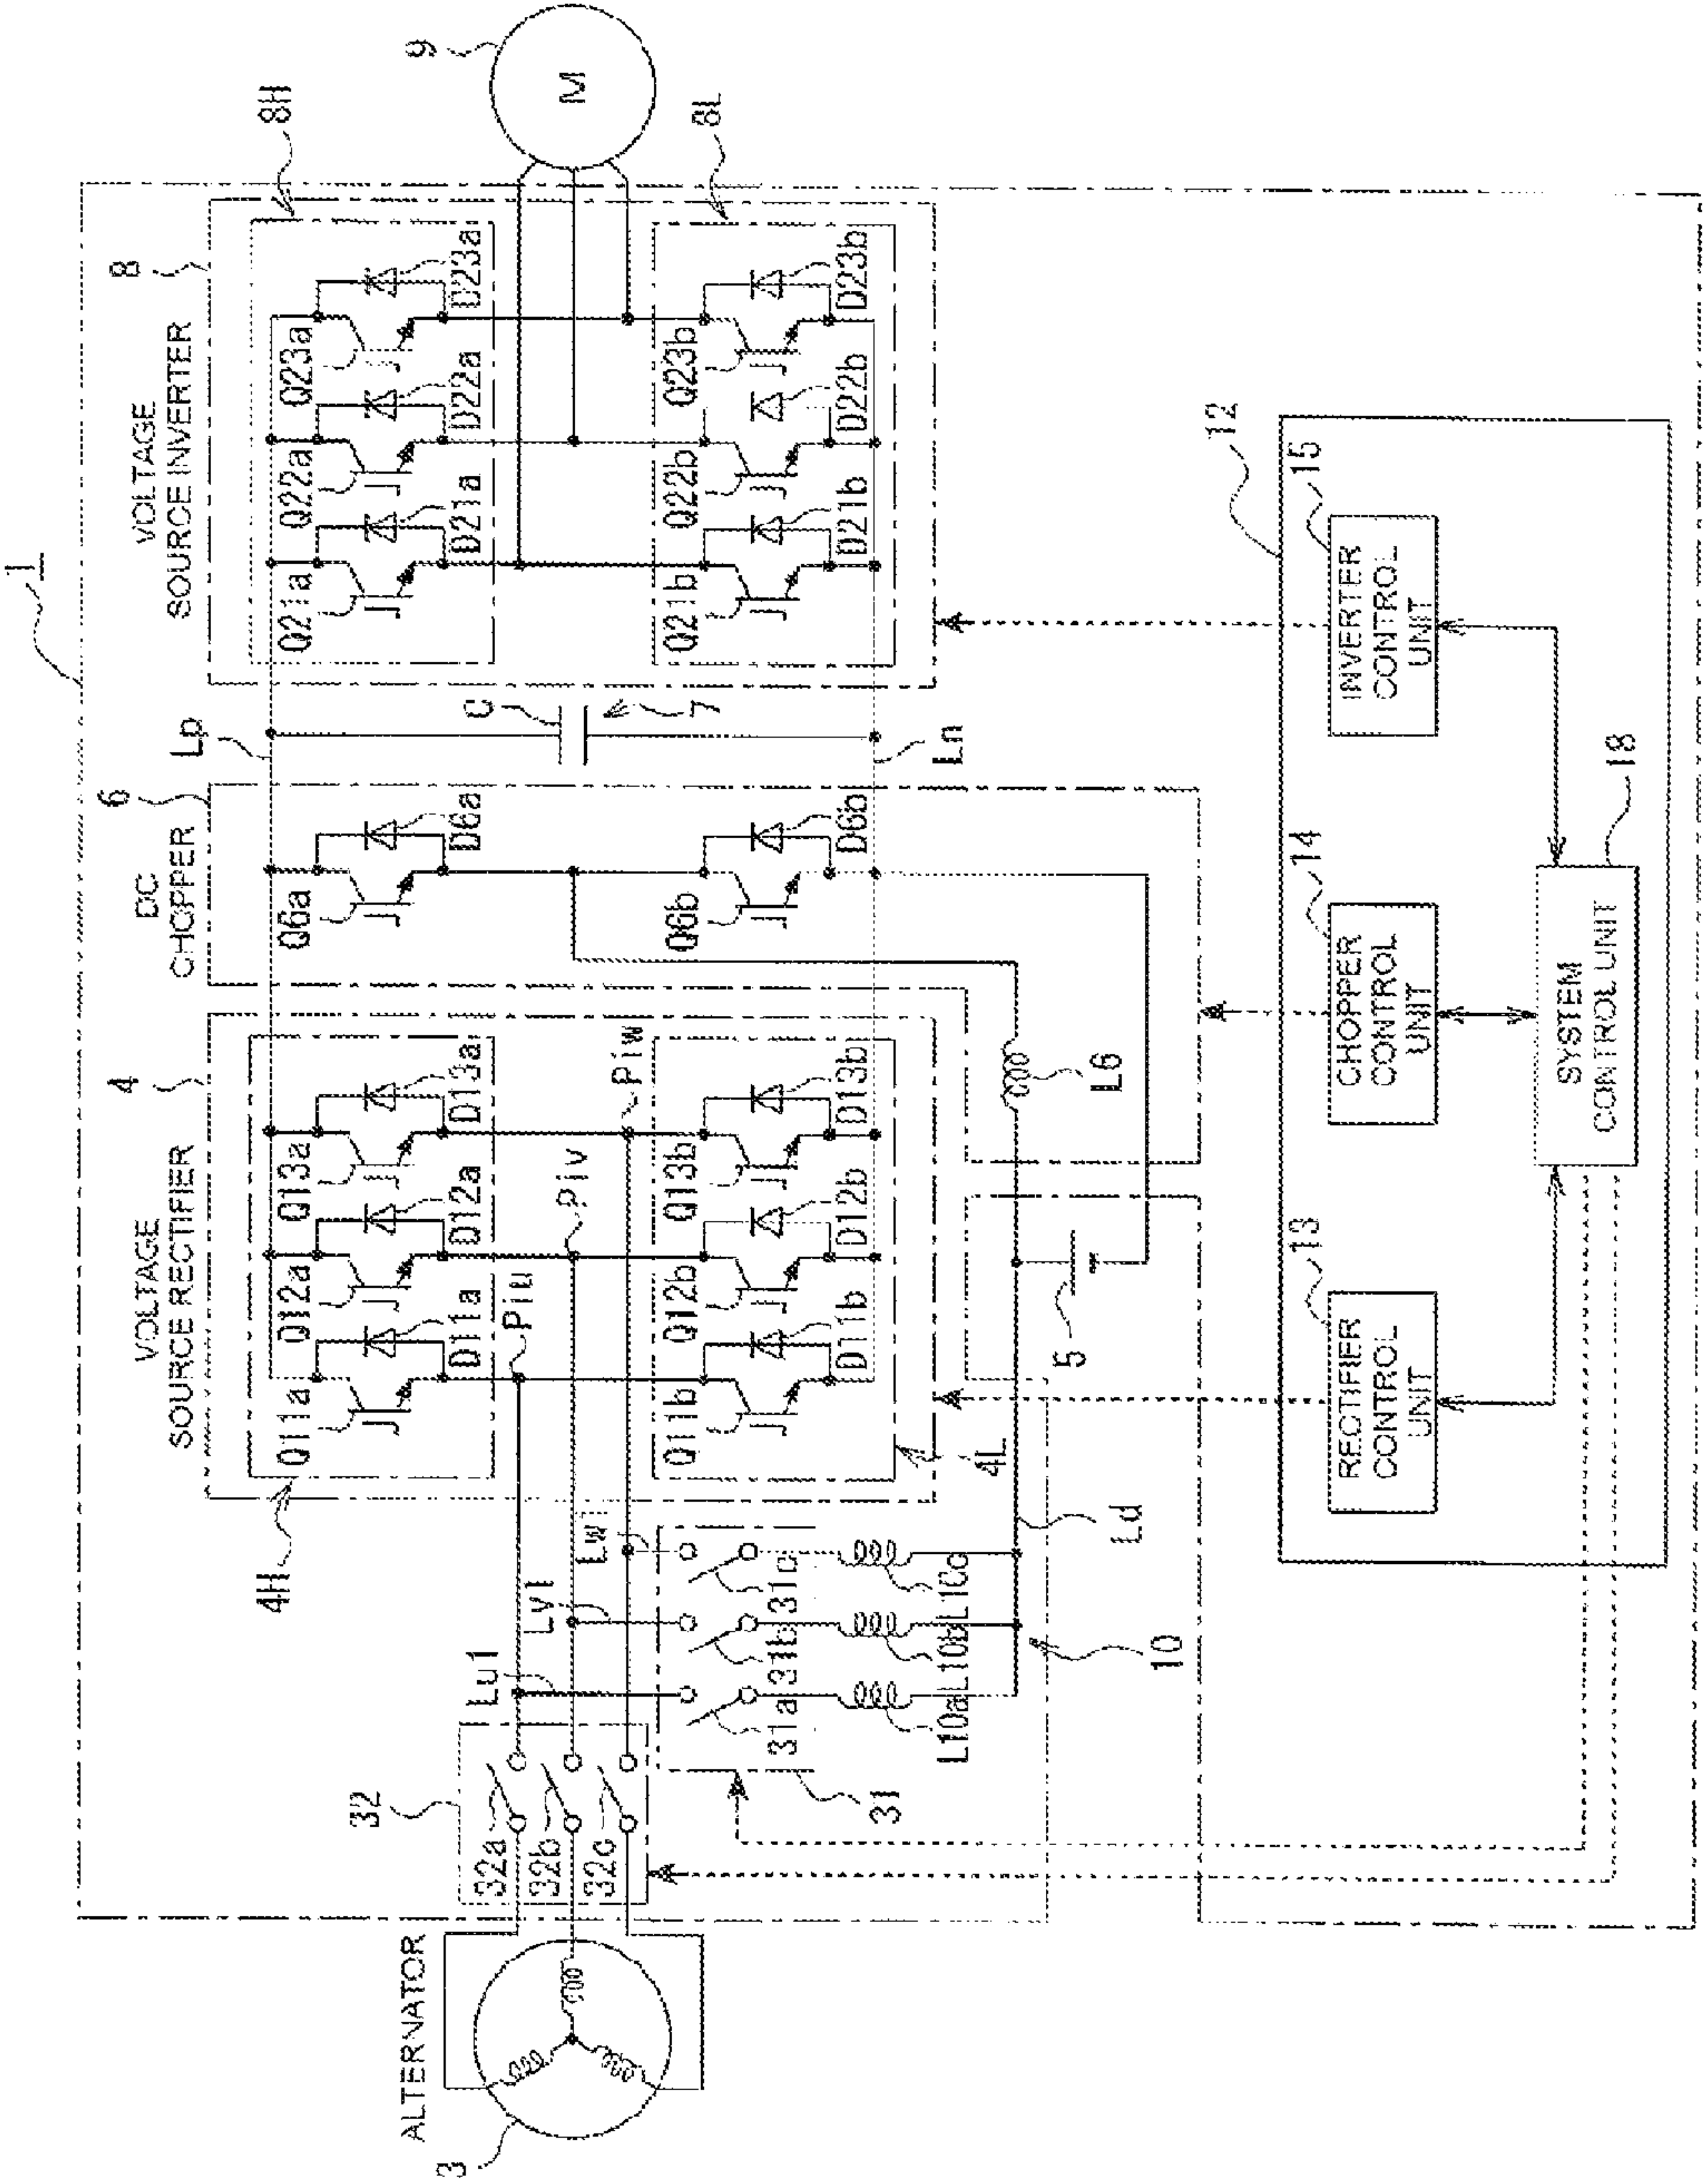 1
VOLTAGE
SOURCE RECTIFIER
4
DC
CHOPPER
6
VOLTAGE
SOURCE INVERTER
8
Lp
4H
8H
Q11a
Q12a
Q13a
Q6a
Q21a
Q22a
Q23a
D11a
D12a
D13a
D6a
D21a
D22a
D23a
ALTERNATOR
3
32
32a
32b
32c
Lu1
Lv1
Lw1
Piu
Piv
Piw
C
7
M
9
Q11b
Q12b
Q13b
Q6b
Q21b
Q22b
Q23b
8L
D11b
D12b
D13b
D6b
D21b
D22b
D23b
31a
31b
31c
31
4L
Ln
L10a
L10b
10
Ld
5
L6
12
13
RECTIFIER
CONTROL
UNIT
14
CHOPPER
CONTROL
UNIT
15
INVERTER
CONTROL
UNIT
SYSTEM
CONTROL UNIT
18